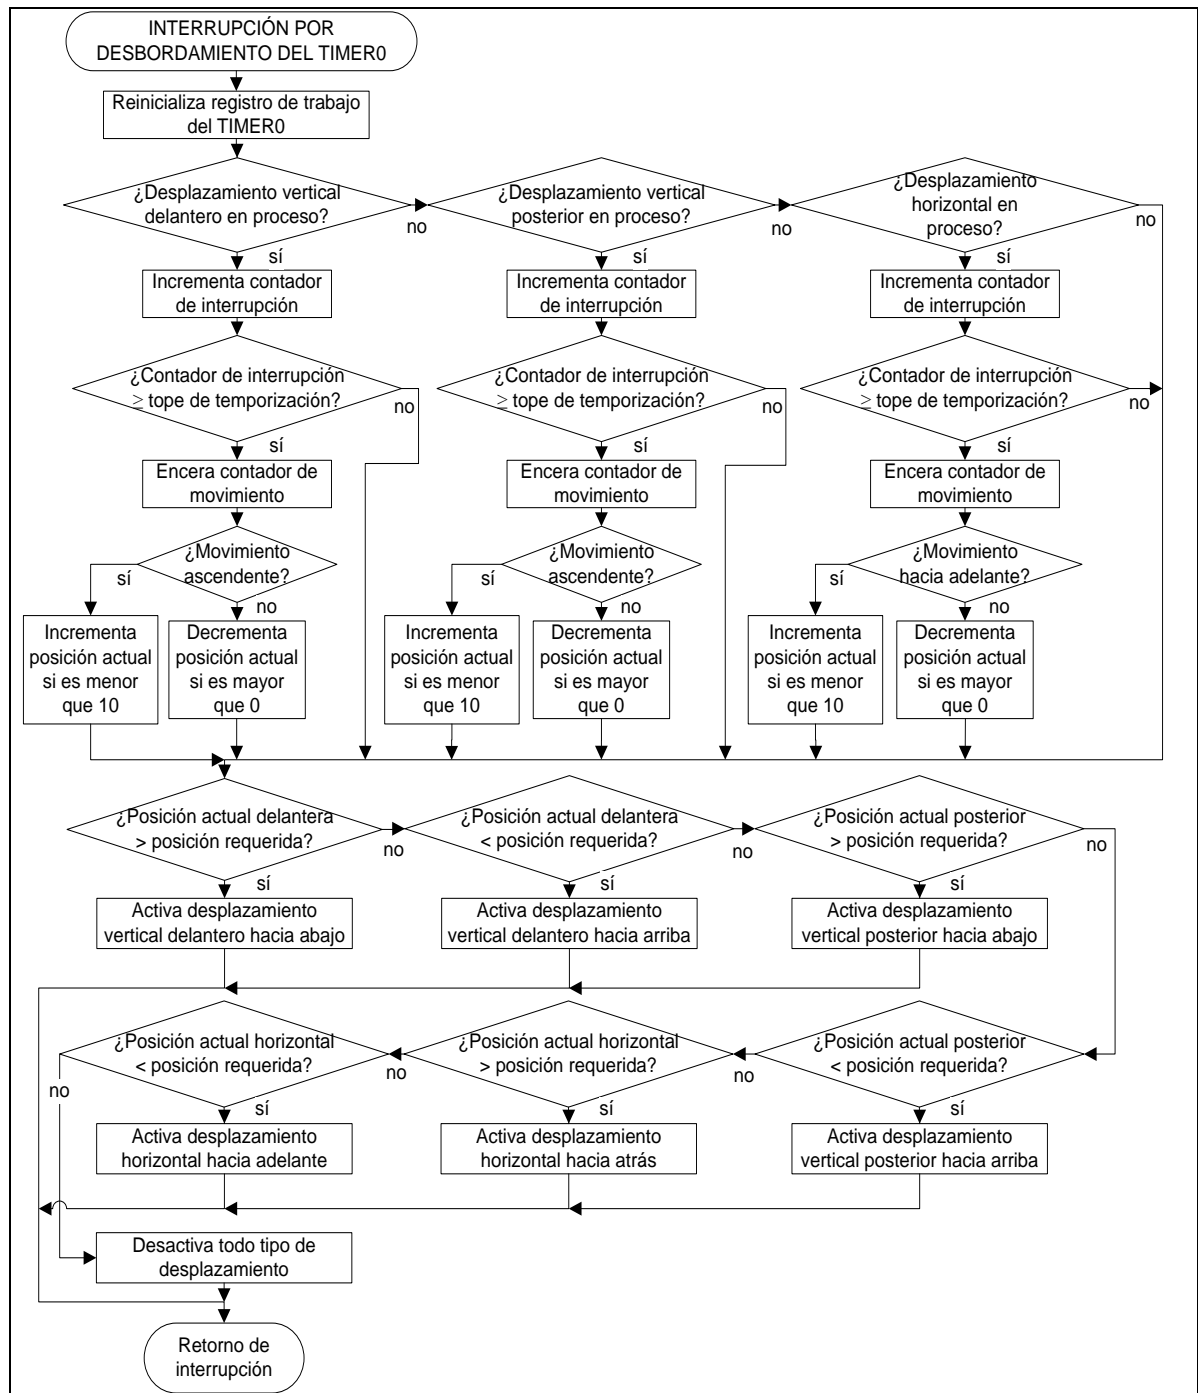 INTERRUPCIÓN POR
DESBORDAMIENTO DEL TIMER0
Reinicializa registro de trabajo
del TIMER0
¿Desplazamiento vertical
delantero en proceso?
no
sí
¿Desplazamiento vertical
posterior en proceso?
no
sí
¿Desplazamiento
horizontal en
proceso?
no
sí
Incrementa contador
de interrupción
Incrementa contador
de interrupción
Incrementa contador
de interrupción
¿Contador de interrupción
≥ tope de temporización?
no
sí
¿Contador de interrupción
≥ tope de temporización?
no
sí
¿Contador de interrupción
≥ tope de temporización?
no
sí
Encera contador de
movimiento
Encera contador de
movimiento
Encera contador de
movimiento
¿Movimiento
ascendente?
sí
no
¿Movimiento
ascendente?
sí
no
¿Movimiento
hacia adelante?
sí
no
Incrementa
posición actual
si es menor
que 10
Decrementa
posición actual
si es mayor
que 0
Incrementa
posición actual
si es menor
que 10
Decrementa
posición actual
si es mayor
que 0
Incrementa
posición actual
si es menor
que 10
Decrementa
posición actual
si es mayor
que 0
¿Posición actual delantera
> posición requerida?
no
sí
¿Posición actual delantera
< posición requerida?
no
sí
¿Posición actual posterior
> posición requerida?
no
sí
Activa desplazamiento
vertical delantero hacia abajo
Activa desplazamiento
vertical delantero hacia arriba
Activa desplazamiento
vertical posterior hacia abajo
¿Posición actual horizontal
< posición requerida?
no
sí
¿Posición actual horizontal
> posición requerida?
no
sí
¿Posición actual posterior
< posición requerida?
no
sí
Activa desplazamiento
horizontal hacia adelante
Activa desplazamiento
horizontal hacia atrás
Activa desplazamiento
vertical posterior hacia arriba
Desactiva todo tipo de
desplazamiento
Retorno de
interrupción